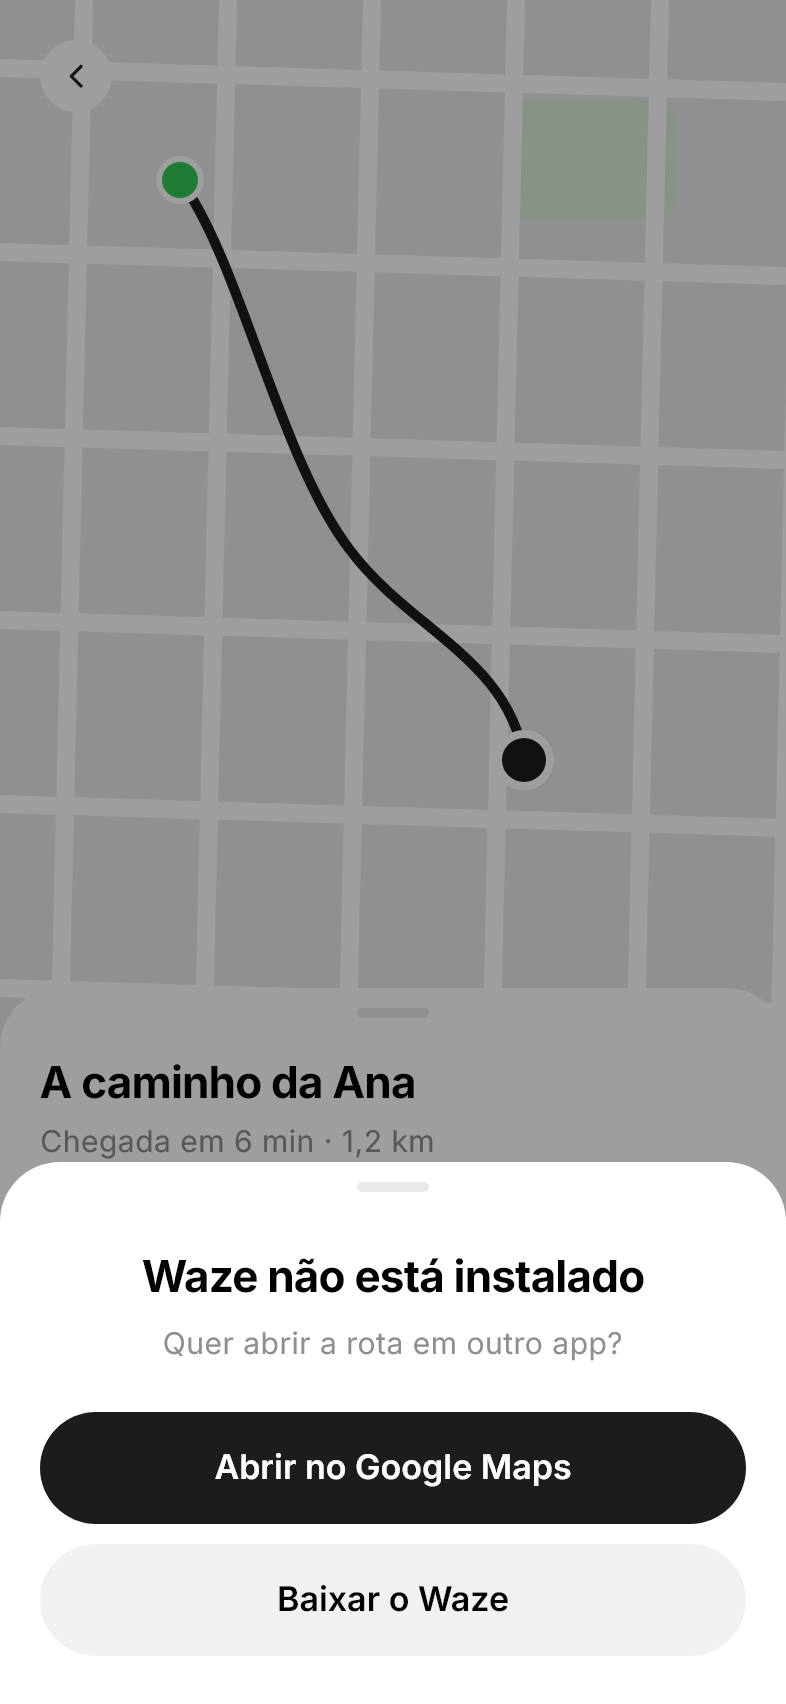 A caminho da Ana
Chegada em 6 min · 1,2 km
Waze não está instalado
Quer abrir a rota em outro app?
Abrir no Google Maps
Baixar o Waze